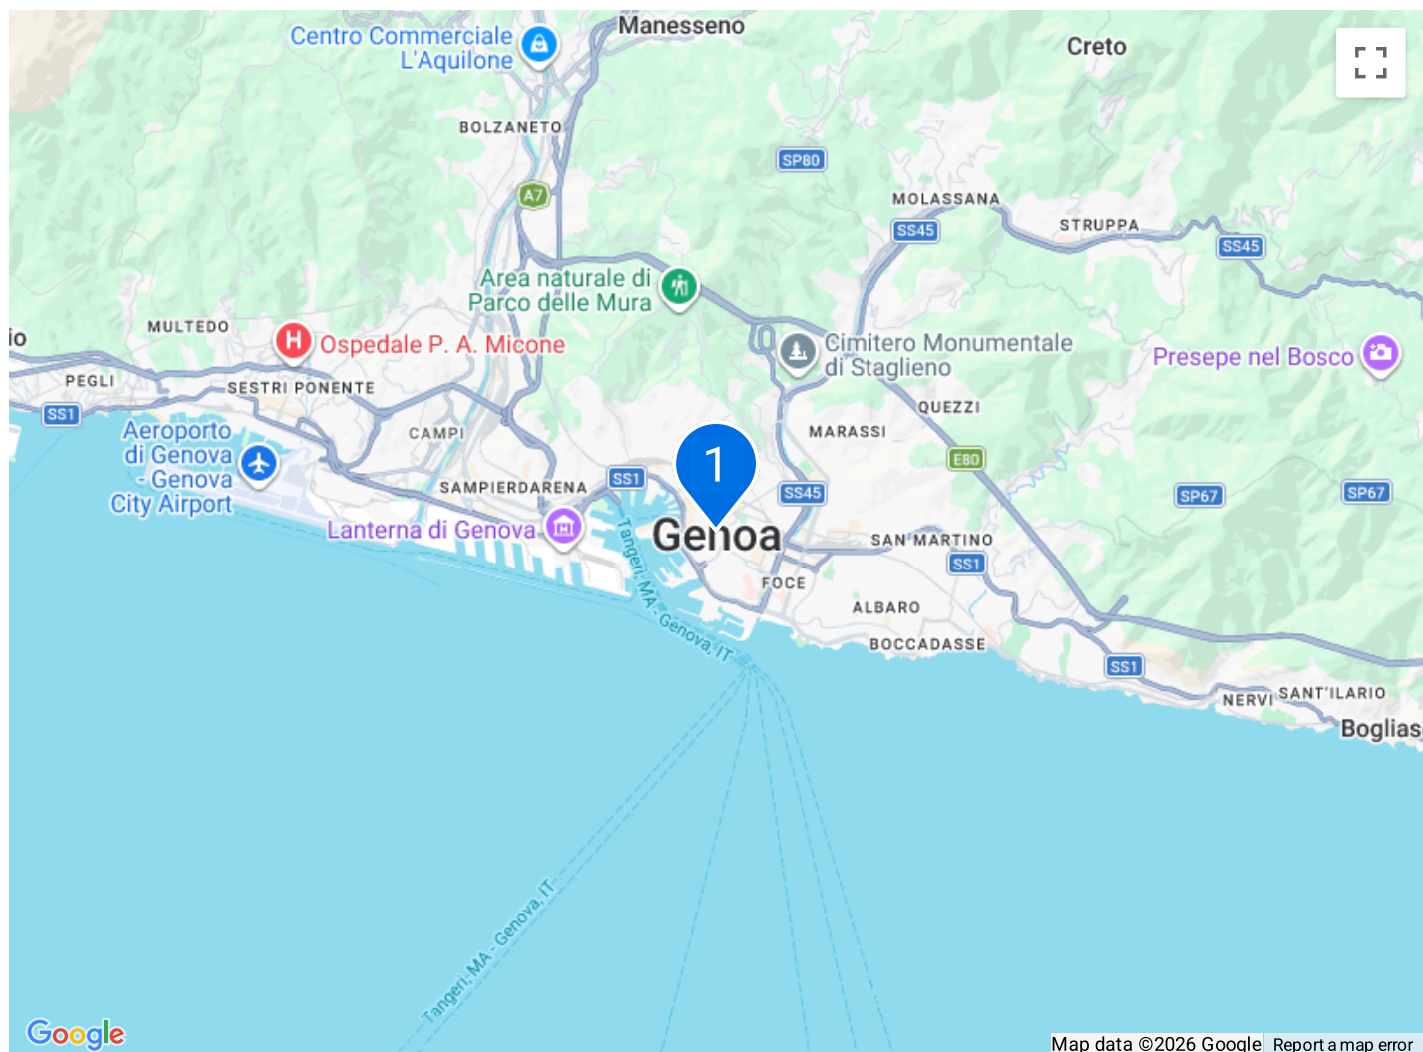 Manesseno
Centro Commerciale
L'Aquilone
Creto
BOLZANETO
SP80
A7
MOLASSANA
SS45
STRUPPA
SS45
Area naturale di
Parco delle Mura
MULTEDO
io
Ospedale P. A. Micone
Cimitero Monumentale
di Staglieno
Presepe nel Bosco
PEGLI
SESTRI PONENTE
SS1
QUEZZI
CAMPI
MARASSI
Aeroporto
di Genova
- Genova
City Airport
E80
1
SS1
SAMPIERDARENA
SS45
SP67
SP67
Lanterna di Genova
Genoa
SAN MARTINO
SS1
FOCE
Tangeri, MA - Genova, IT
ALBARO
BOCCADASSE
SS1
NERVI
SANT'ILARIO
Boglias
Tangeri, MA - Genova, IT
Google
Map data ©2026 Google
Report a map error